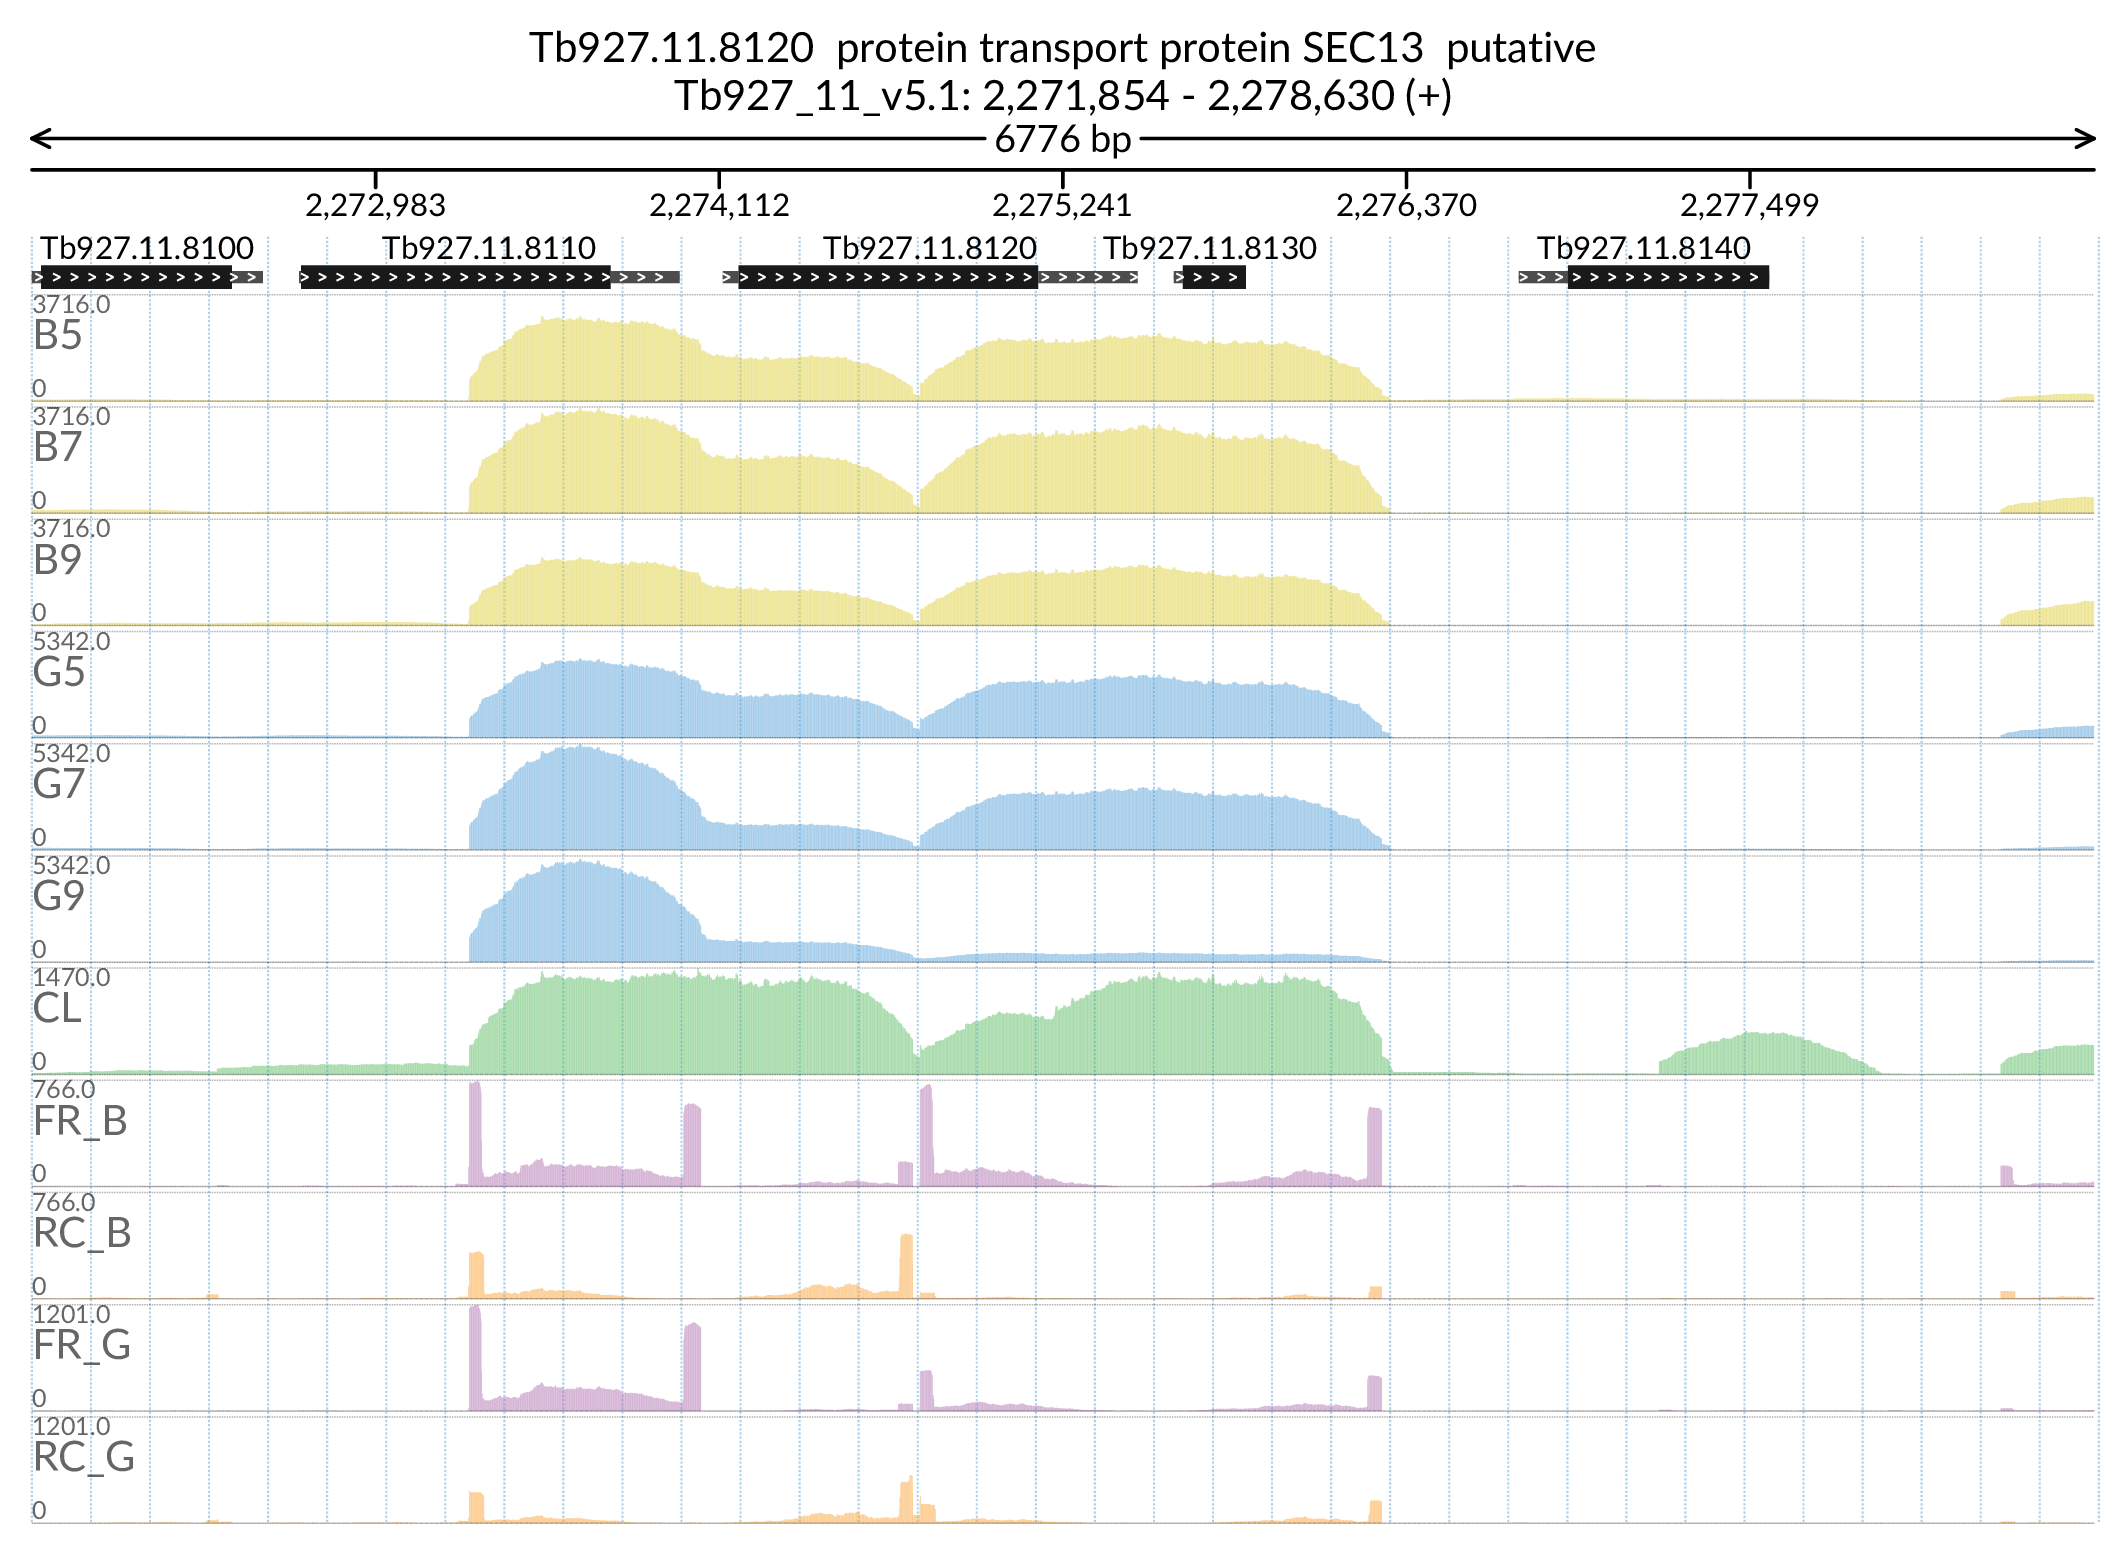 Tb927.11.8120  protein transport protein SEC13  putative
Tb927_11_v5.1: 2,271,854 - 2,278,630 (+)
6776 bp
2,272,983 2,274,112 2,275,241 2,276,370 2,277,499
Tb927.11.8100 Tb927.11.8110 Tb927.11.8120 Tb927.11.8130 Tb927.11.8140
3716.0
B5
0
3716.0
B7
0
3716.0
B9
0
5342.0
G5
0
5342.0
G7
0
5342.0
G9
0
1470.0
CL
0
766.0
FR_B
0
766.0
RC_B
0
1201.0
FR_G
0
1201.0
RC_G
0